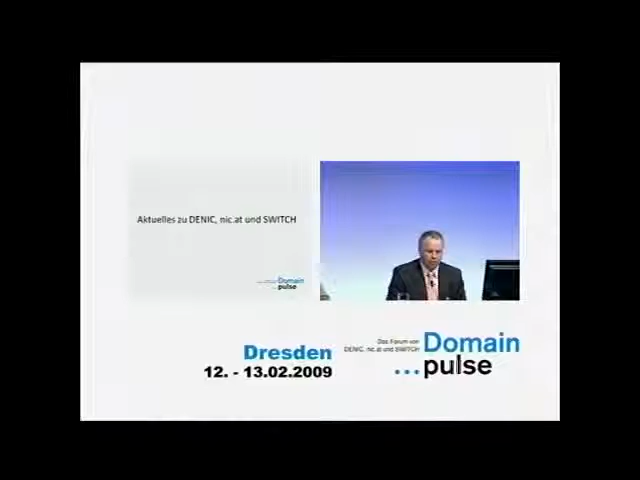 Aktuelles zu DENIC, nic.at und SWITCH
Domain
...pulse
Dresden
12. - 13.02.2009
Das Forum von
DENIC, nic.at und SWITCH
Domain
...pulse